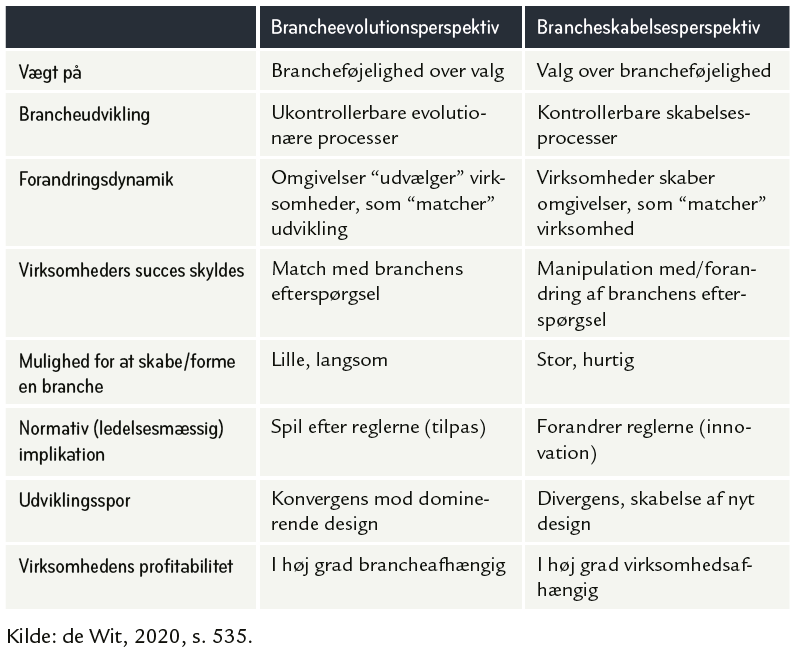 Brancheevolutionsperspektiv Brancheskabelsesperspektiv
Vægt på Brancheføjelighed over valg Valg over brancheføjelighed
Brancheudvikling Ukontrollerbare evolutio- Kontrollerbare skabelses-
nære processer processer
Forandringsdynamik Omgivelser “udvælger” virk- Virksomheder skaber
somheder, som “matcher” omgivelser, som “matcher”
udvikling virksomhed
Virksomheders succes skyldes Match med branchens Manipulation med/foran-
efterspørgsel dring af branchens efter-
spørgsel
Mulighed for at skabe/forme Lille, langsom Stor, hurtig
en branche
Normativ (ledelsesmæssig) Spil efter reglerne (tilpas) Forandrer reglerne (inno-
implikation vation)
Udviklingsspor Konvergens mod domine- Divergens, skabelse af nyt
rende design design
Virksomhedens profitabilitet I høj grad brancheafhængig I høj grad virksomhedsaf-
hængig
Kilde: de Wit, 2020, s. 535.